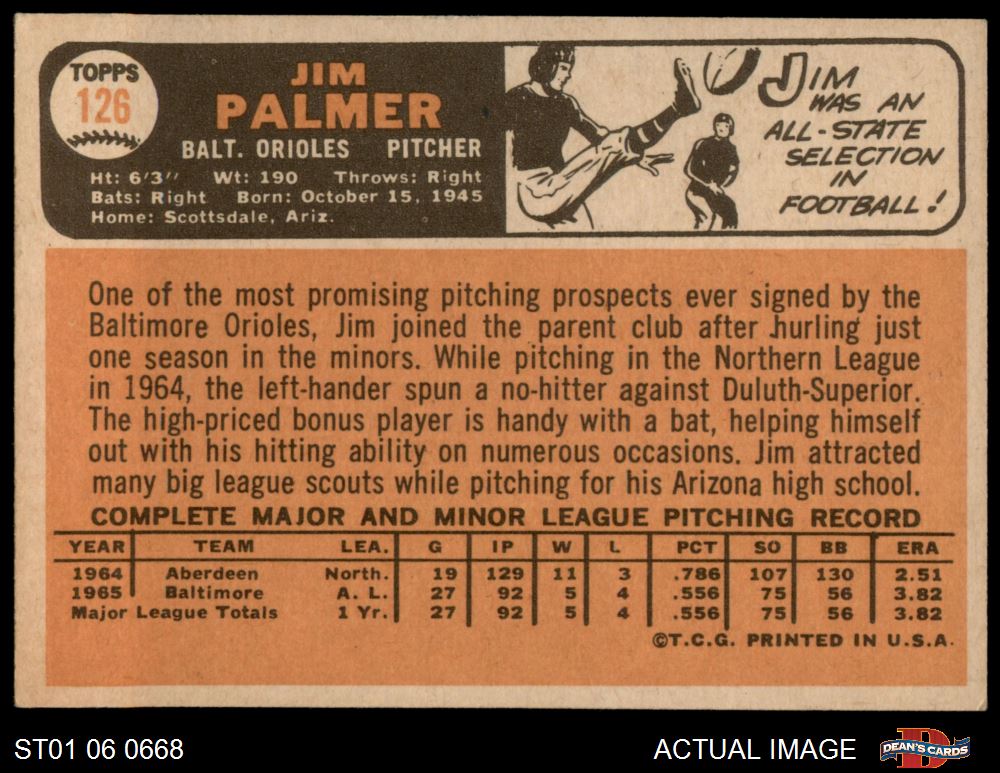 TOPPS
126
JIM
PALMER
BALT. ORIOLES PITCHER
Ht: 6'3" Wt: 190 Throws: Right
Bats: Right Born: October 15, 1945
Home: Scottsdale, Ariz.
JIM
WAS AN
ALL-STATE
SELECTION
IN
FOOTBALL!
One of the most promising pitching prospects ever signed by the
Baltimore Orioles, Jim joined the parent club after hurling just
one season in the minors. While pitching in the Northern League
in 1964, the left-hander spun a no-hitter against Duluth-Superior.
The high-priced bonus player is handy with a bat, helping himself
out with his hitting ability on numerous occasions. Jim attracted
many big league scouts while pitching for his Arizona high school.
COMPLETE MAJOR AND MINOR LEAGUE PITCHING RECORD
YEAR TEAM LEA. G IP W L PCT SO BB ERA
1964 Aberdeen North. 19 129 11 3 .786 107 130 2.51
1965 Baltimore A. L. 27 92 5 4 .556 75 56 3.82
Major League Totals 1 Yr. 27 92 5 4 .556 75 56 3.82
©T.C.G. PRINTED IN U.S.A.
ST01 06 0668 ACTUAL IMAGE DEAN'S CARDS